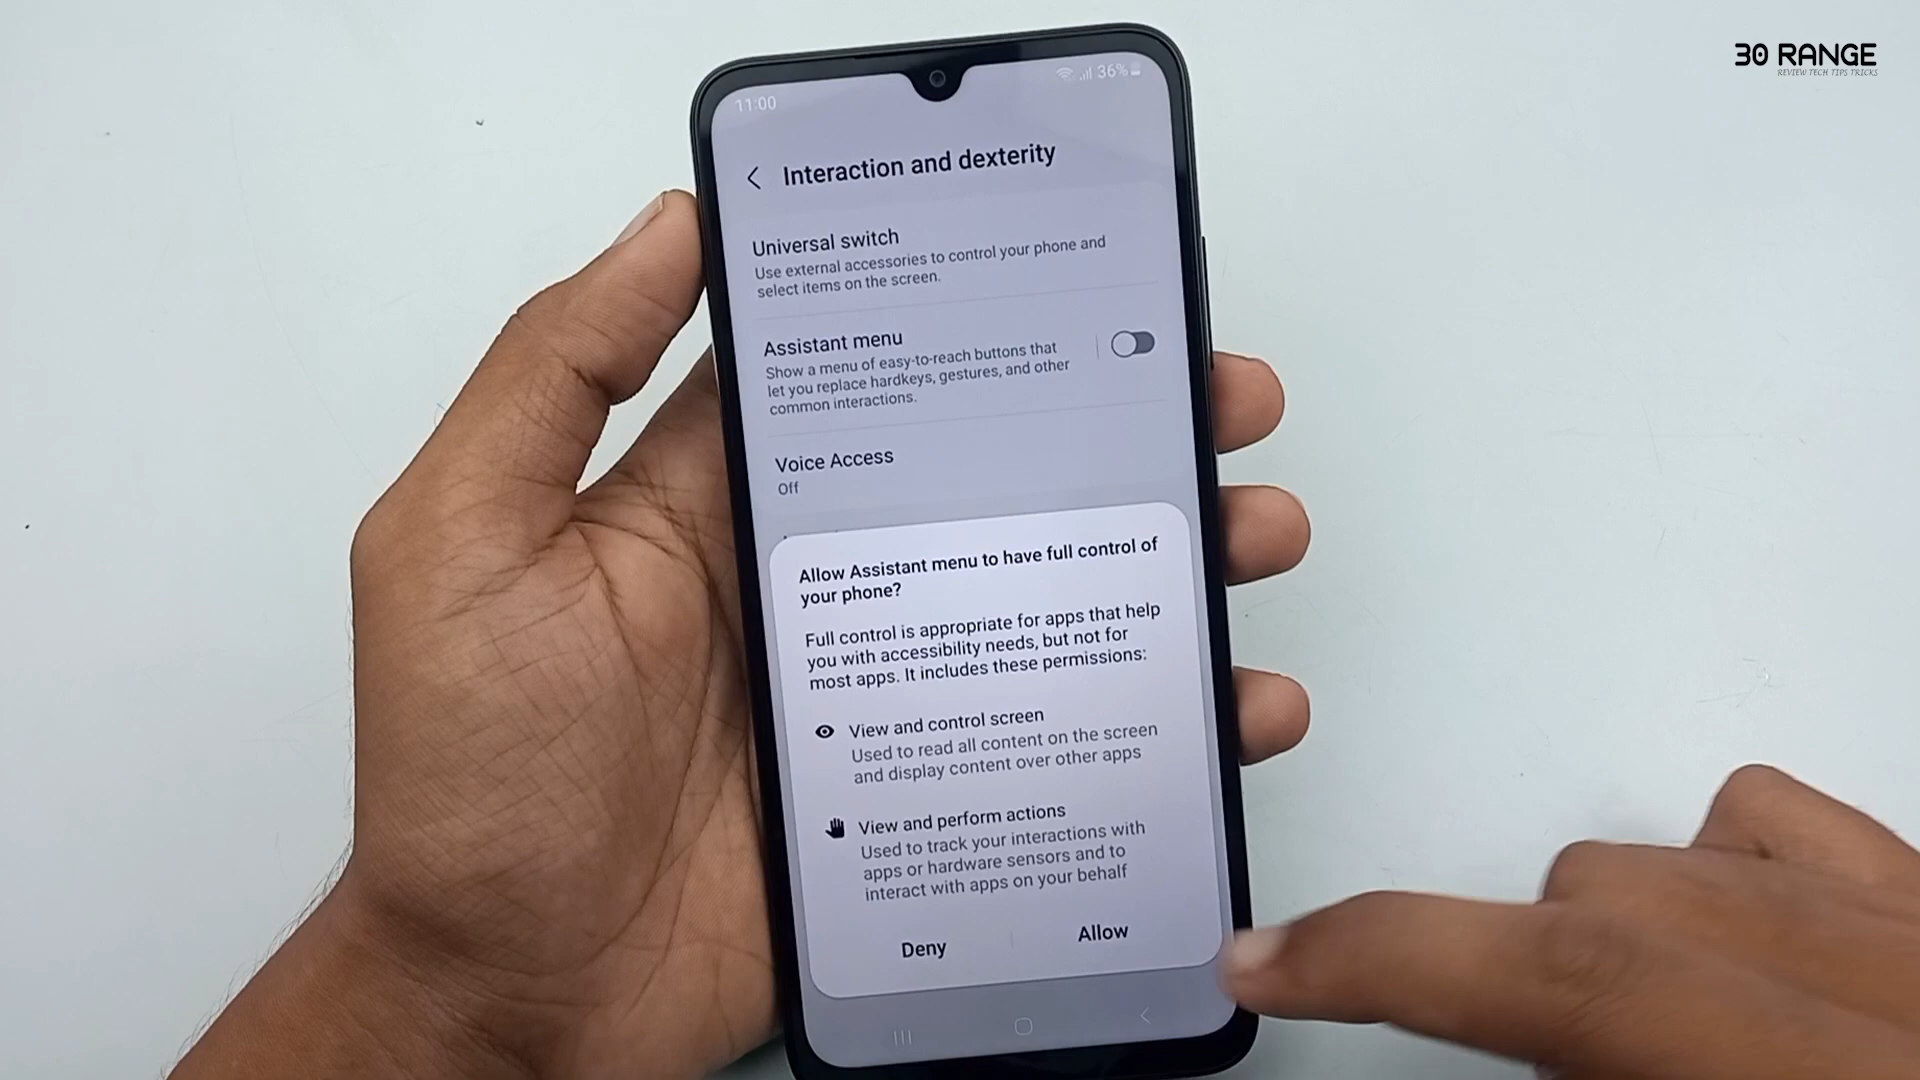 30 RANGE
REVIEW TECH TIPS TRICKS
11:00
36%
Interaction and dexterity
Universal switch
Use external accessories to control your phone and
select items on the screen.
Assistant menu
Show a menu of easy-to-reach buttons that
let you replace hardkeys, gestures, and other
common interactions.
Voice Access
Off
Allow Assistant menu to have full control of
your phone?
Full control is appropriate for apps that help
you with accessibility needs, but not for
most apps. It includes these permissions:
View and control screen
Used to read all content on the screen
and display content over other apps
View and perform actions
Used to track your interactions with
apps or hardware sensors and to
interact with apps on your behalf
Deny
Allow